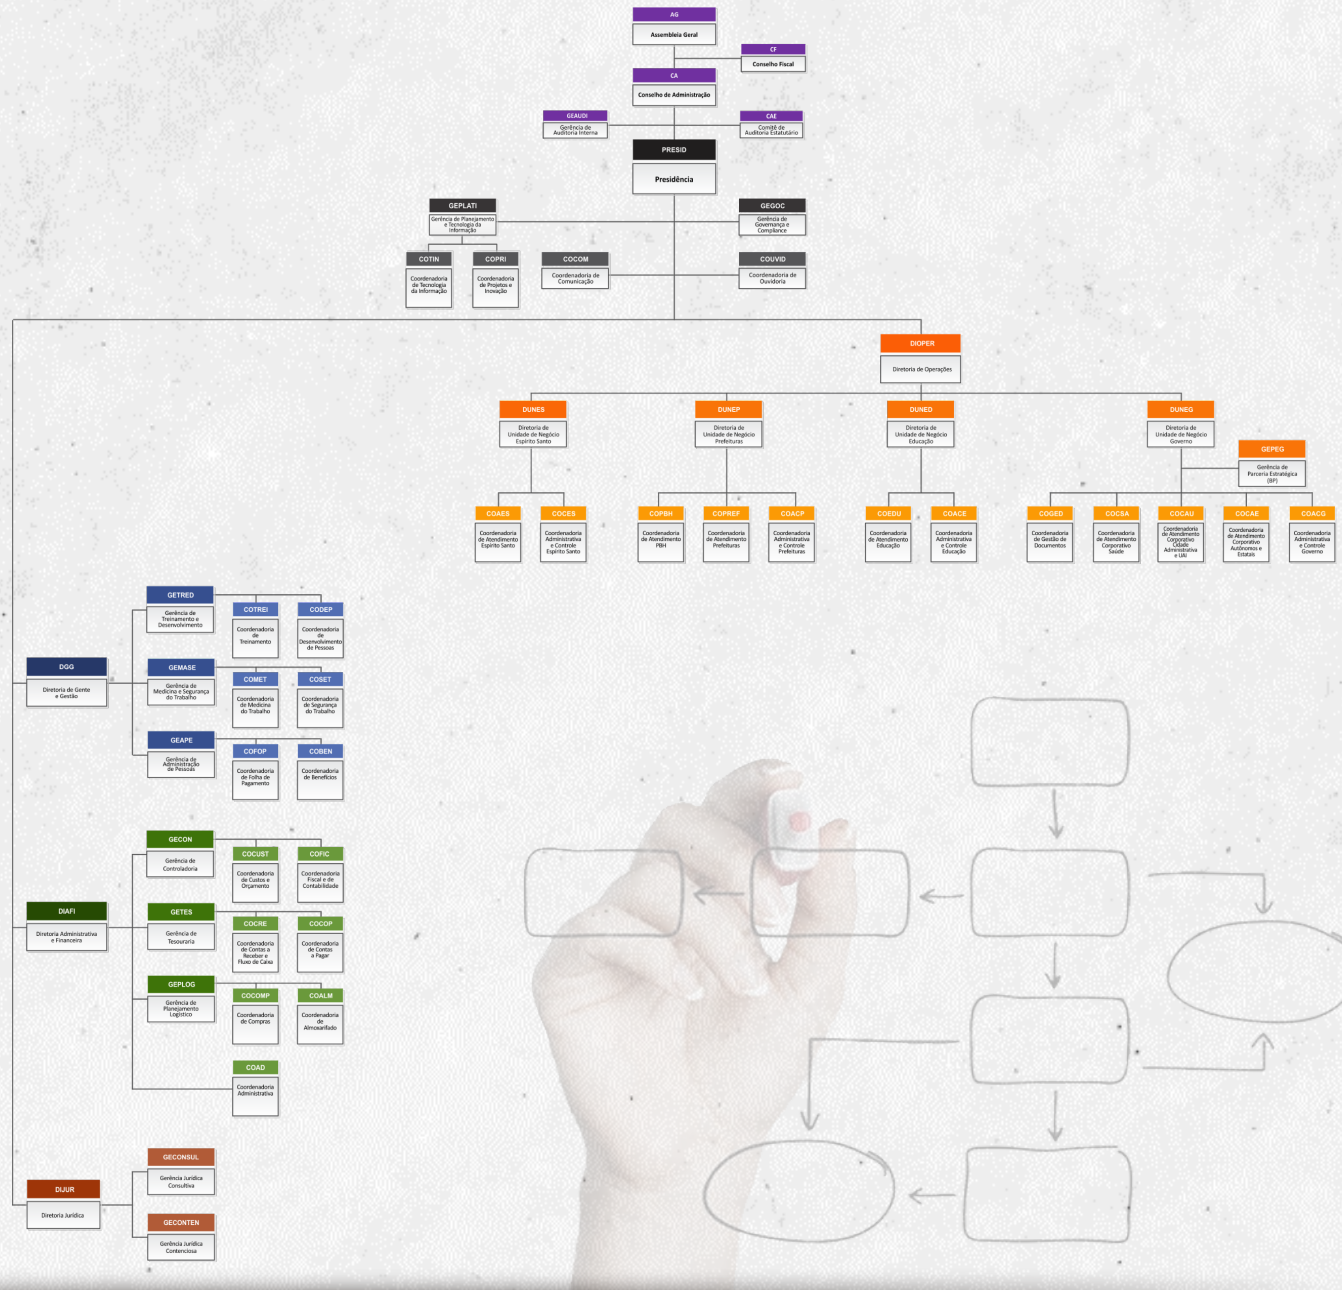 AG
Assembleia Geral
CF
Conselho Fiscal
CA
Conselho de Administração
GEAUDI
Gerência de
Auditoria Interna
CAE
Comitê de
Auditoria Estatutário
PRESID
Presidência
GEPLATI
Gerência de Planejamento
e Tecnologia da
Informação
GEGOC
Gerência de
Governança e
Compliance
COTIN
Coordenadoria
de Tecnologia
da Informação
COPRI
Coordenadoria
de Projetos e
Inovação
COCOM
Coordenadoria de
Comunicação
COUVID
Coordenadoria de
Ouvidoria
DIOPER
Diretoria de Operações
DUNES
Diretoria de
Unidade de Negócio
Espírito Santo
DUNEP
Diretoria de
Unidade de Negócio
Prefeituras
DUNED
Diretoria de
Unidade de Negócio
Educação
DUNEG
Diretoria de
Unidade de Negócio
Governo
GEPEG
Gerência de
Parceria Estratégica
(BP)
COAES
Coordenadoria
de Atendimento
Espírito Santo
COCES
Coordenadoria
Administrativa
e Controle
Espírito Santo
COPBH
Coordenadoria
de Atendimento
PBH
COPREF
Coordenadoria
de Atendimento
Prefeituras
COACP
Coordenadoria
Administrativa
e Controle
Prefeituras
COEDU
Coordenadoria
de Atendimento
Educação
COACE
Coordenadoria
Administrativa
e Controle
Educação
COGED
Coordenadoria
de Gestão de
Documentos
COCSA
Coordenadoria
de Atendimento
Corporativo
Saúde
COCAU
Coordenadoria
de Atendimento
Corporativo
Cidade
Administrativa
e UAI
COCAE
Coordenadoria
de Atendimento
Corporativo
Autônomos e
Estatais
COACG
Coordenadoria
Administrativa
e Controle
Governo
DGG
Diretoria de Gente
e Gestão
GETRED
Gerência de
Treinamento e
Desenvolvimento
COTREI
Coordenadoria
de
Treinamento
CODEP
Coordenadoria
de
Desenvolvimento
de Pessoas
GEMASE
Gerência de
Medicina e Segurança
do Trabalho
COMET
Coordenadoria
de Medicina
do Trabalho
COSET
Coordenadoria
de Segurança
do Trabalho
GEAPE
Gerência de
Administração
de Pessoas
COFOP
Coordenadoria
de Folha de
Pagamento
COBEN
Coordenadoria
de Benefícios
DIAFI
Diretoria Administrativa
e Financeira
GECON
Gerência de
Controladoria
COCUST
Coordenadoria
de Custos e
Orçamento
COFIC
Coordenadoria
Fiscal e de
Contabilidade
GETES
Gerência de
Tesouraria
COCRE
Coordenadoria
de Contas a
Receber e
Fluxo de Caixa
COCOP
Coordenadoria
de Contas
a Pagar
GEPLOG
Gerência de
Planejamento
Logístico
COCOMP
Coordenadoria
de Compras
COALM
Coordenadoria
de
Almoxarifado
COAD
Coordenadoria
Administrativa
DIJUR
Diretoria Jurídica
GECONSUL
Gerência Jurídica
Consultiva
GECONTEN
Gerência Jurídica
Contenciosa